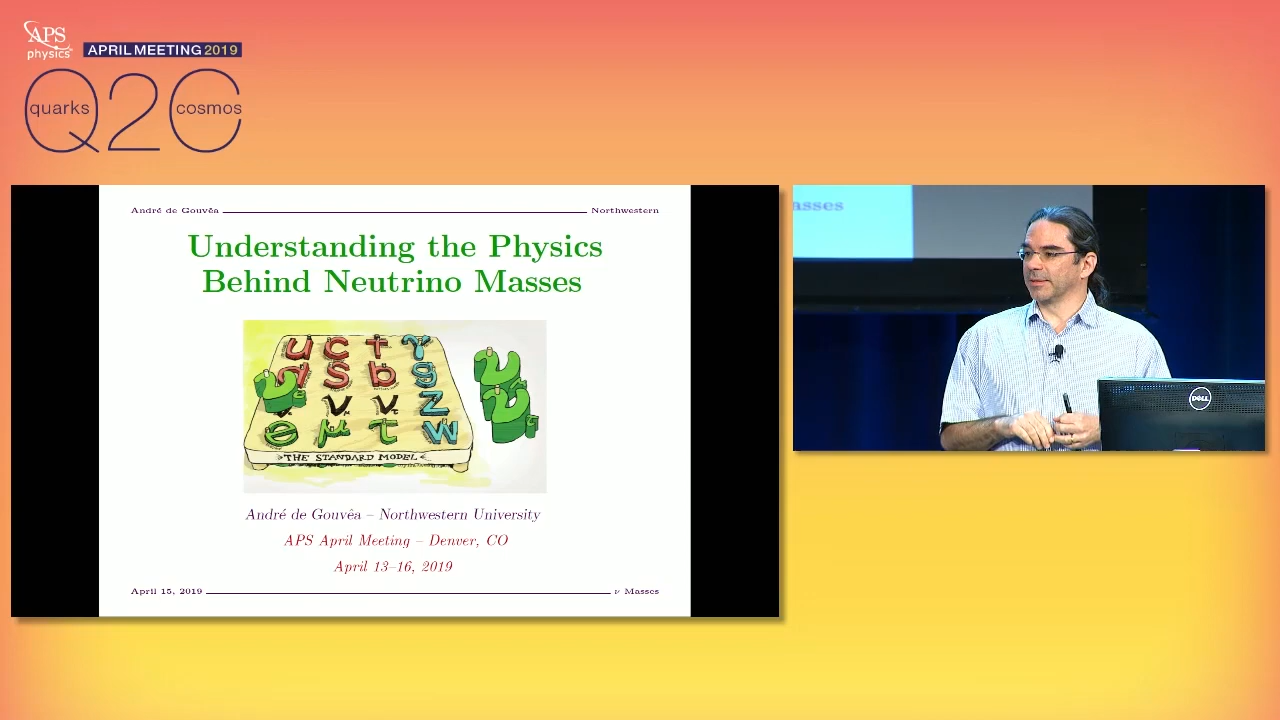 APS
physics
APRIL MEETING 2019
Q2C
quarks
cosmos
André de Gouvêa
Northwestern
Understanding the Physics
Behind Neutrino Masses
u c t γ
s b g
ν ν Z
e μ τ W
THE STANDARD MODEL
André de Gouvêa – Northwestern University
APS April Meeting – Denver, CO
April 13–16, 2019
April 15, 2019
ν Masses
asses
DELL